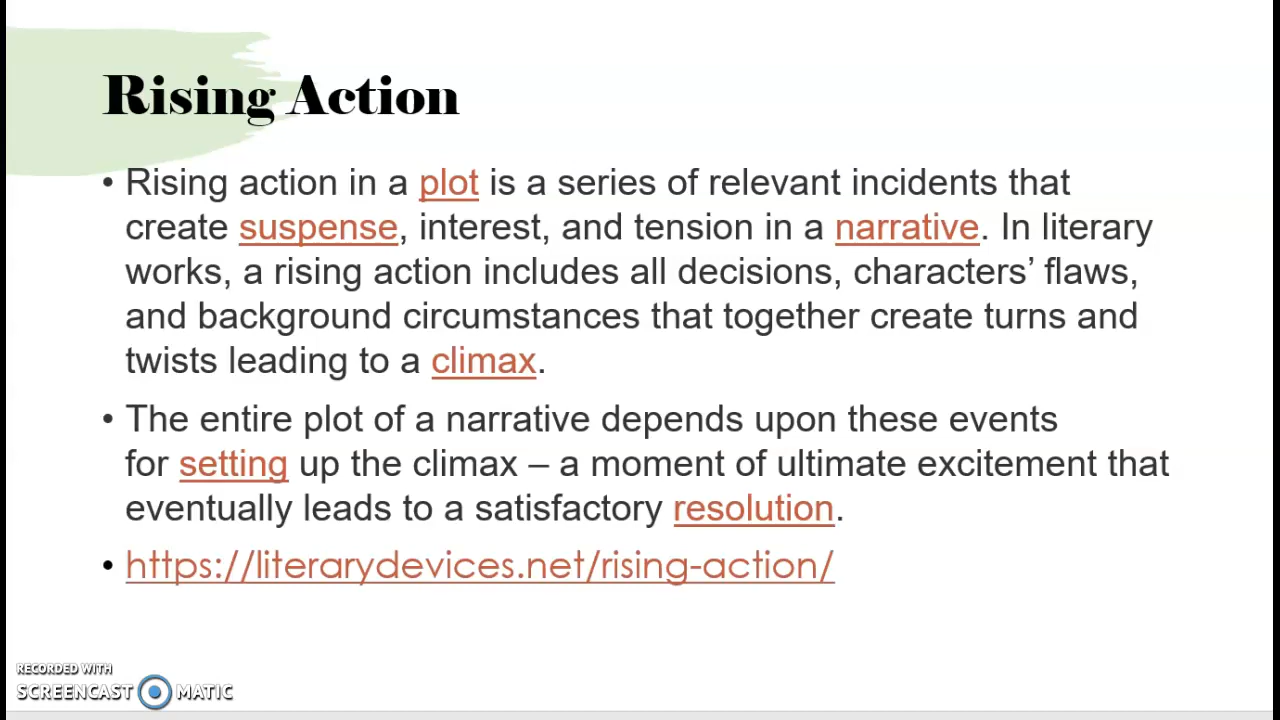 Rising Action
• Rising action in a plot is a series of relevant incidents that
create suspense, interest, and tension in a narrative. In literary
works, a rising action includes all decisions, characters’ flaws,
and background circumstances that together create turns and
twists leading to a climax.
• The entire plot of a narrative depends upon these events
for setting up the climax – a moment of ultimate excitement that
eventually leads to a satisfactory resolution.
• https://literarydevices.net/rising-action/
RECORDED WITH
SCREENCAST MATIC